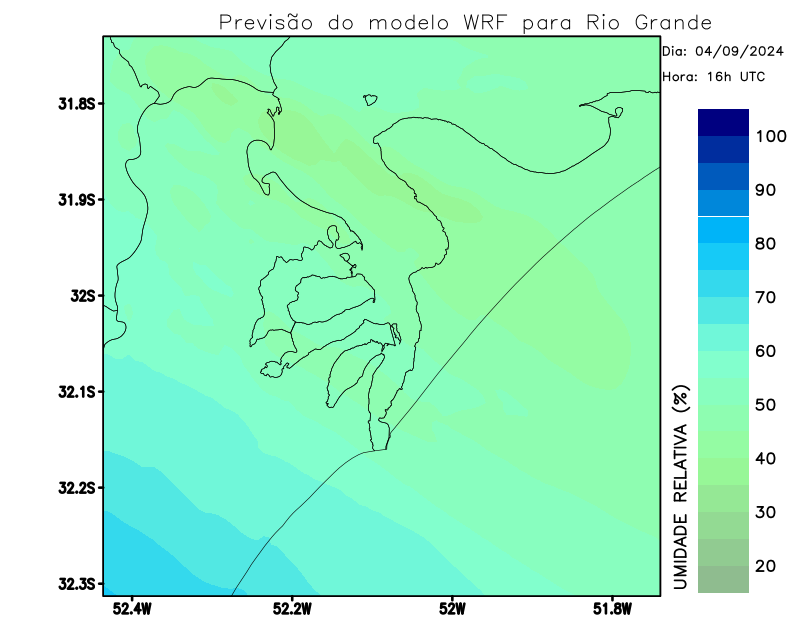 Previsão do modelo WRF para Rio Grande
Dia: 04/09/2024
Hora: 16h UTC
31.8S
31.9S
32S
32.1S
32.2S
32.3S
52.4W
52.2W
52W
51.8W
100
90
80
70
60
50
40
30
20
UMIDADE RELATIVA (%)